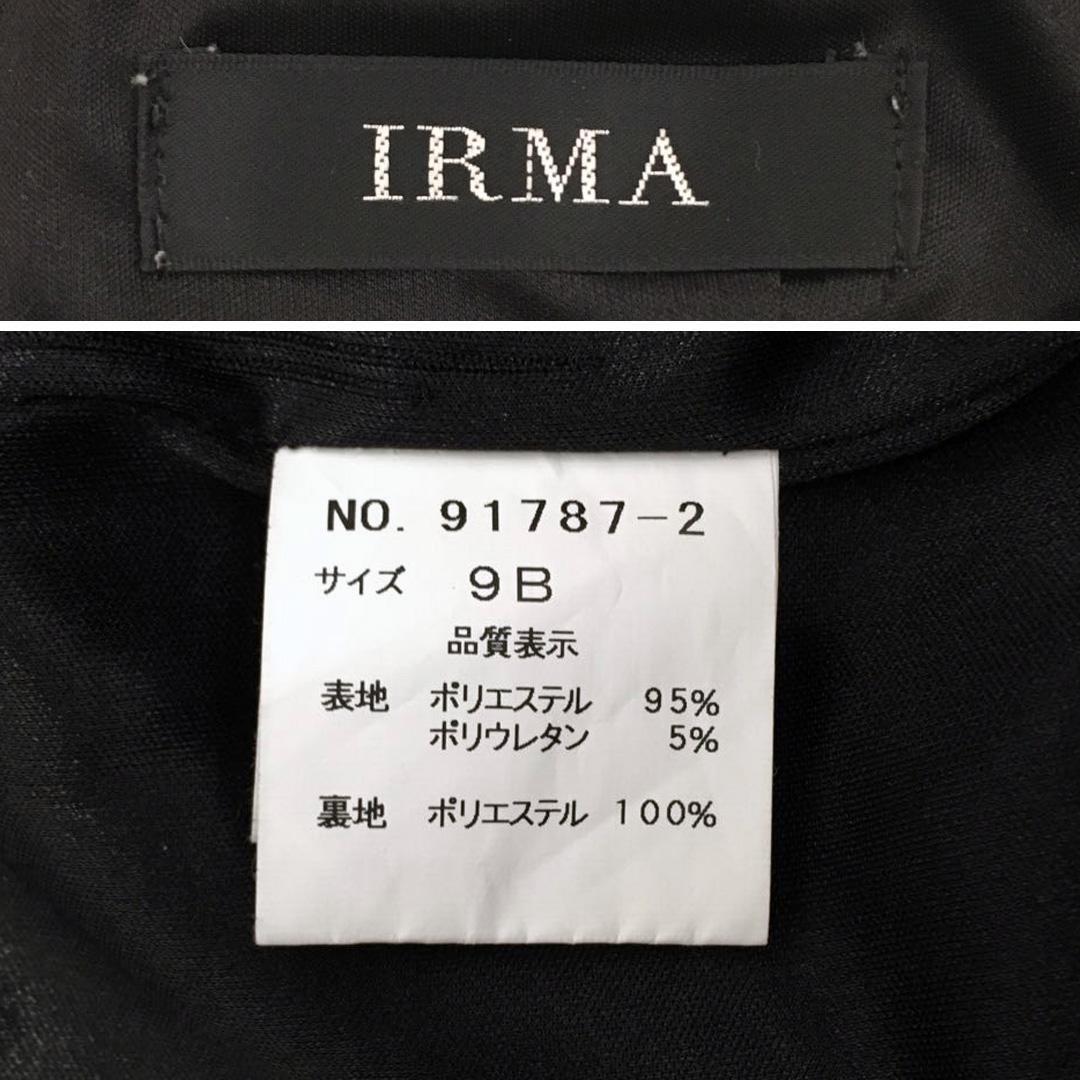 IRMA
NO. 91787-2
サイズ 9B
品質表示
表地 ポリエステル 95%
ポリウレタン 5%
裏地 ポリエステル 100%